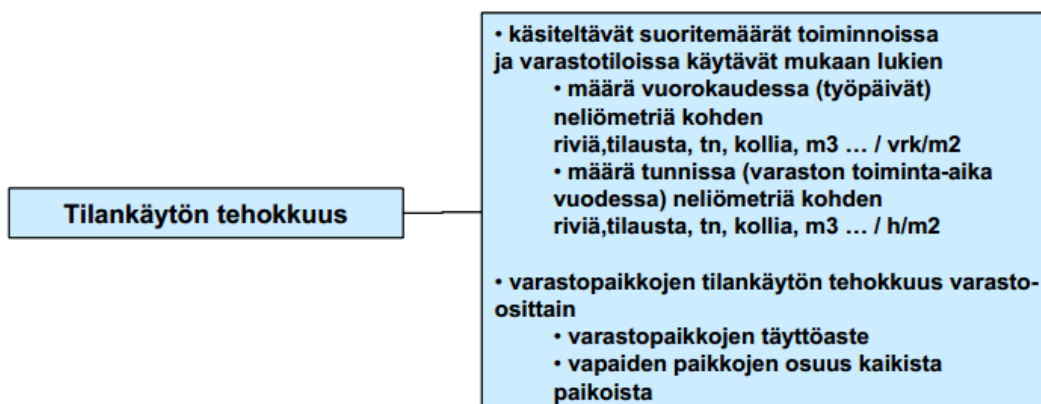 Tilankäytön tehokkuus
• käsiteltävät suoritemäärät toiminnoissa
ja varastotiloissa käytävät mukaan lukien
• määrä vuorokaudessa (työpäivät)
neliömetriä kohden
riviä,tilausta, tn, kollia, m3 ... / vrk/m2
• määrä tunnissa (varaston toiminta-aika
vuodessa) neliömetriä kohden
riviä,tilausta, tn, kollia, m3 ... / h/m2
• varastopaikkojen tilankäytön tehokkuus varasto-
osittain
• varastopaikkojen täyttöaste
• vapaiden paikkojen osuus kaikista
paikoista